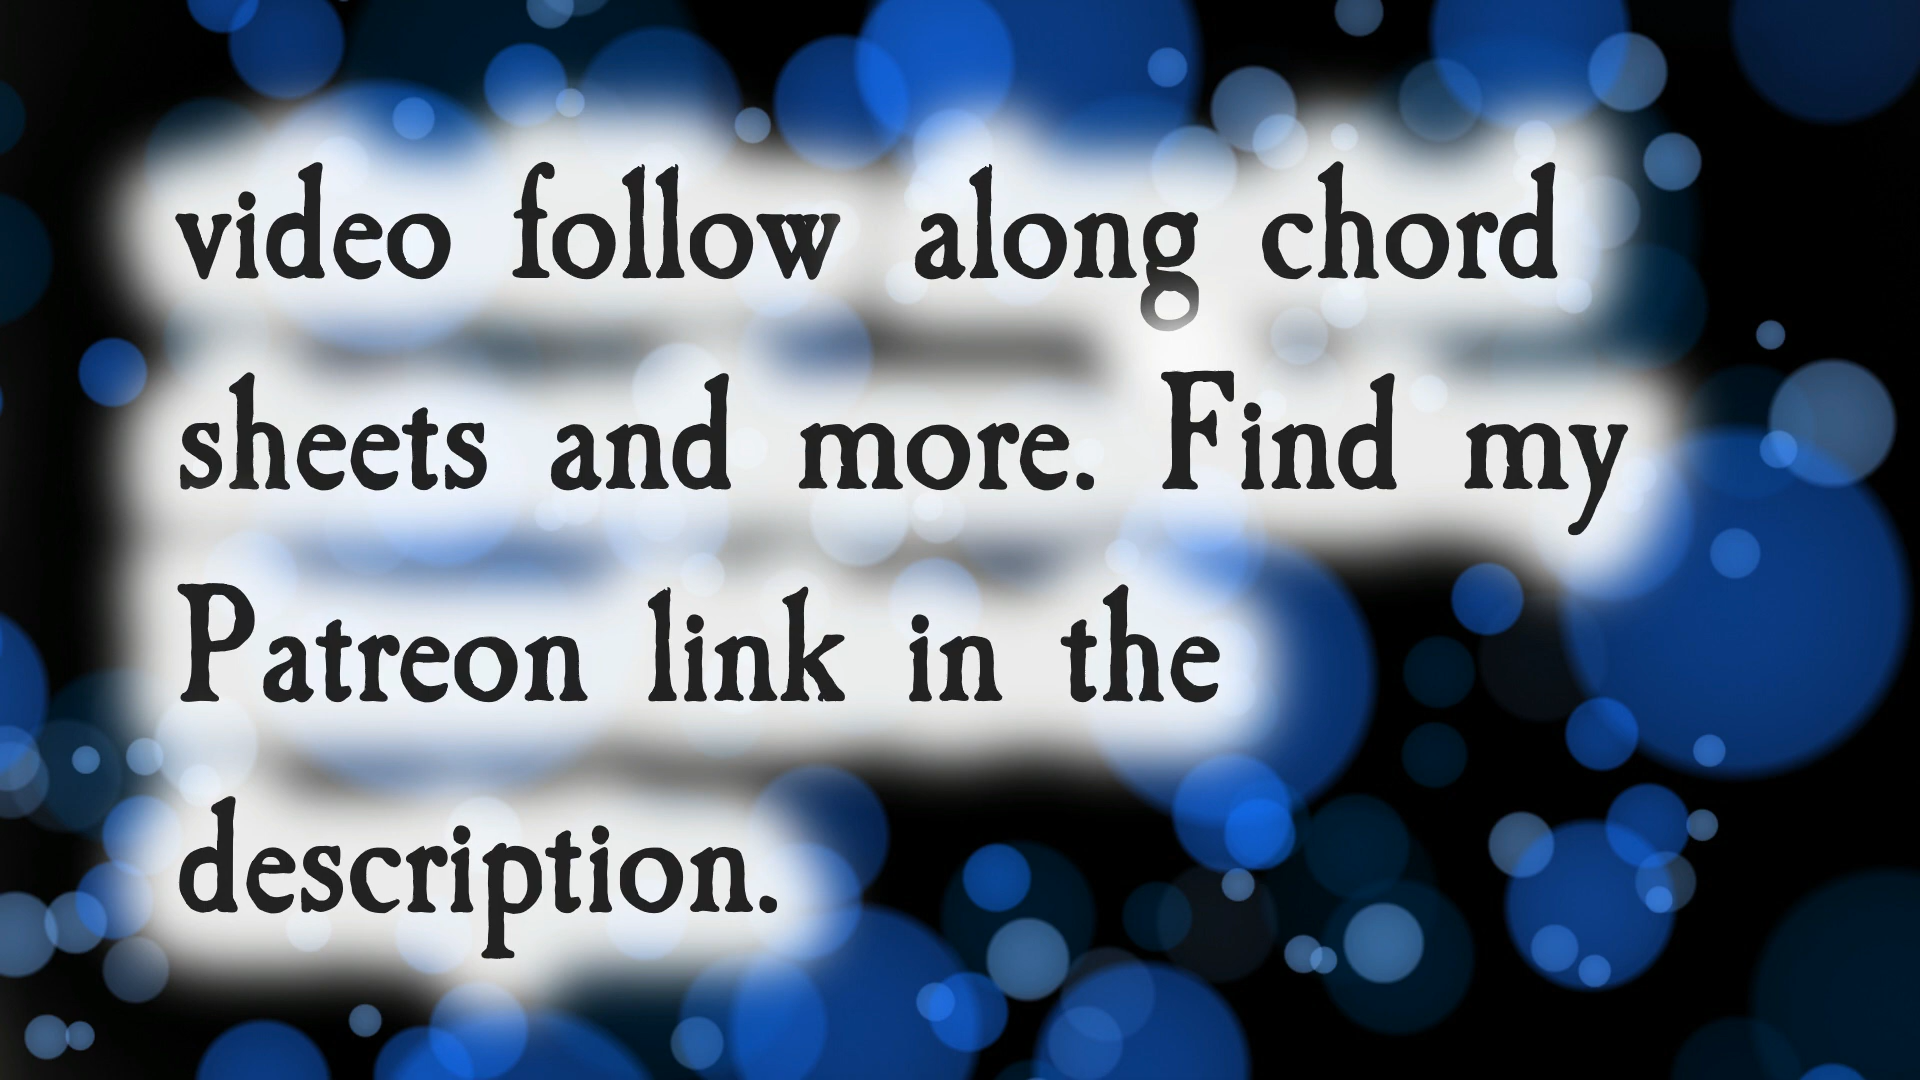 video follow along chord
sheets and more. Find my
Patreon link in the
description.